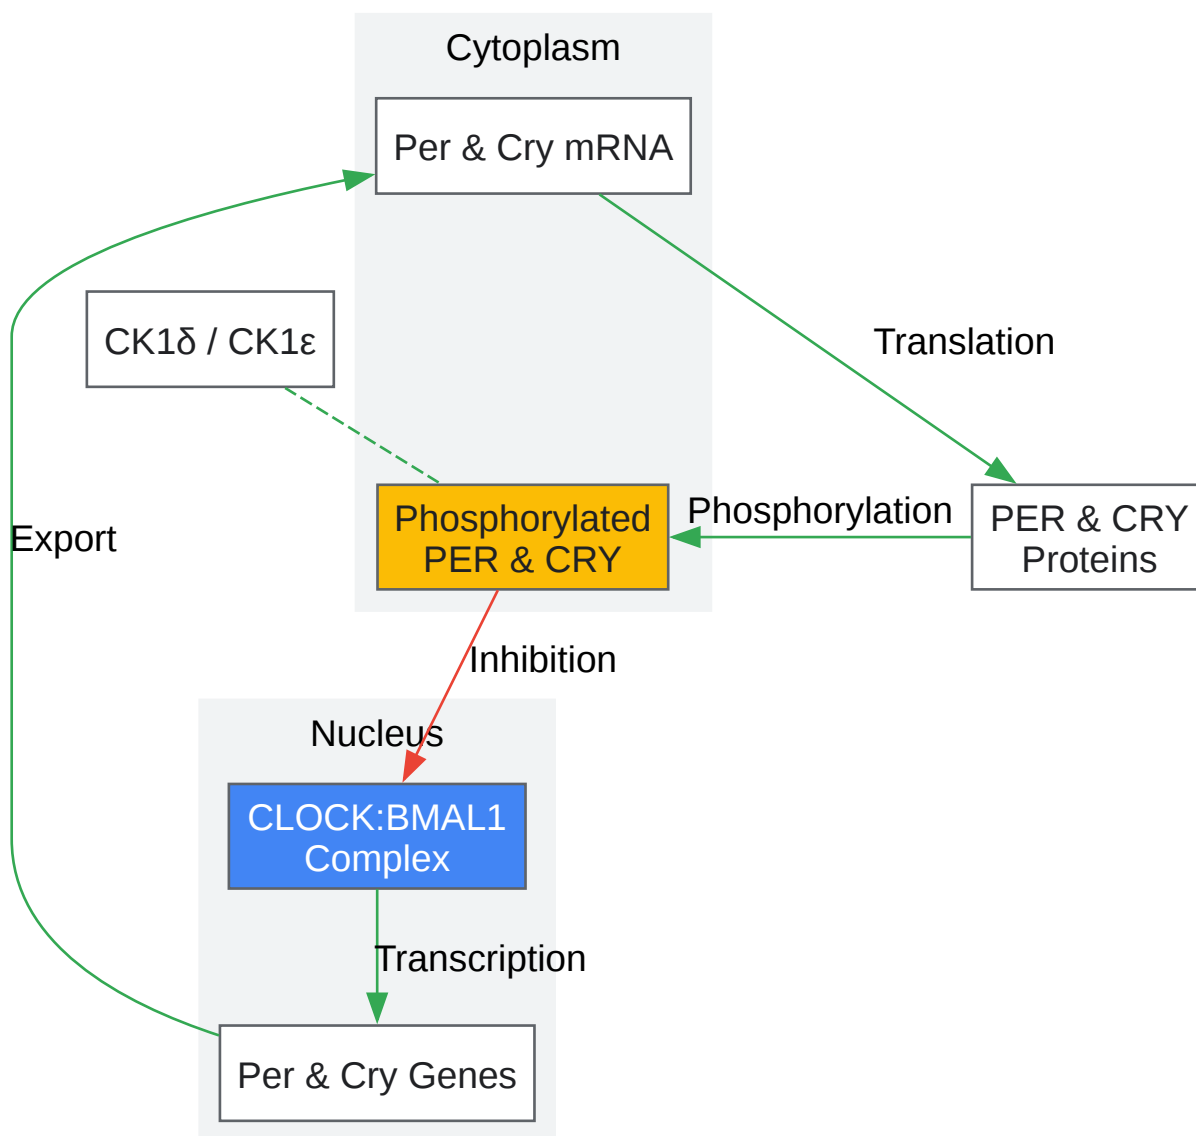 Cytoplasm
Per & Cry mRNA
CK1δ / CK1ε
Translation
Export
Phosphorylated
PER & CRY
Phosphorylation
PER & CRY
Proteins
Inhibition
Nucleus
CLOCK:BMAL1
Complex
Transcription
Per & Cry Genes